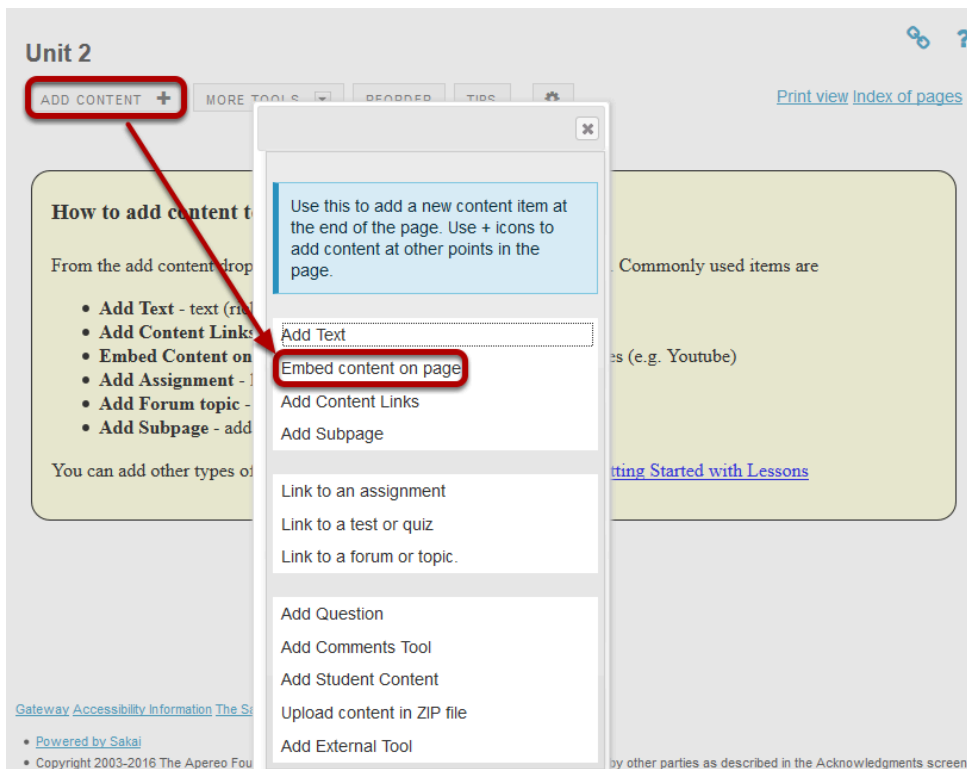 Unit 2
ADD CONTENT +
MORE TOOLS
REORDER
TIPS
Print view Index of pages
How to add content t
From the add content drop
. Commonly used items are
• Add Text - text (ric
• Add Content Links
• Embed Content on
es (e.g. Youtube)
• Add Assignment -
• Add Forum topic -
• Add Subpage - add
You can add other types of
tting Started with Lessons
Use this to add a new content item at
the end of the page. Use + icons to
add content at other points in the
page.
Add Text
Embed content on page
Add Content Links
Add Subpage
Link to an assignment
Link to a test or quiz
Link to a forum or topic.
Add Question
Add Comments Tool
Add Student Content
Upload content in ZIP file
Add External Tool
Gateway Accessibility Information The S
• Powered by Sakai
• Copyright 2003-2016 The Apereo Fou
by other parties as described in the Acknowledgments screen